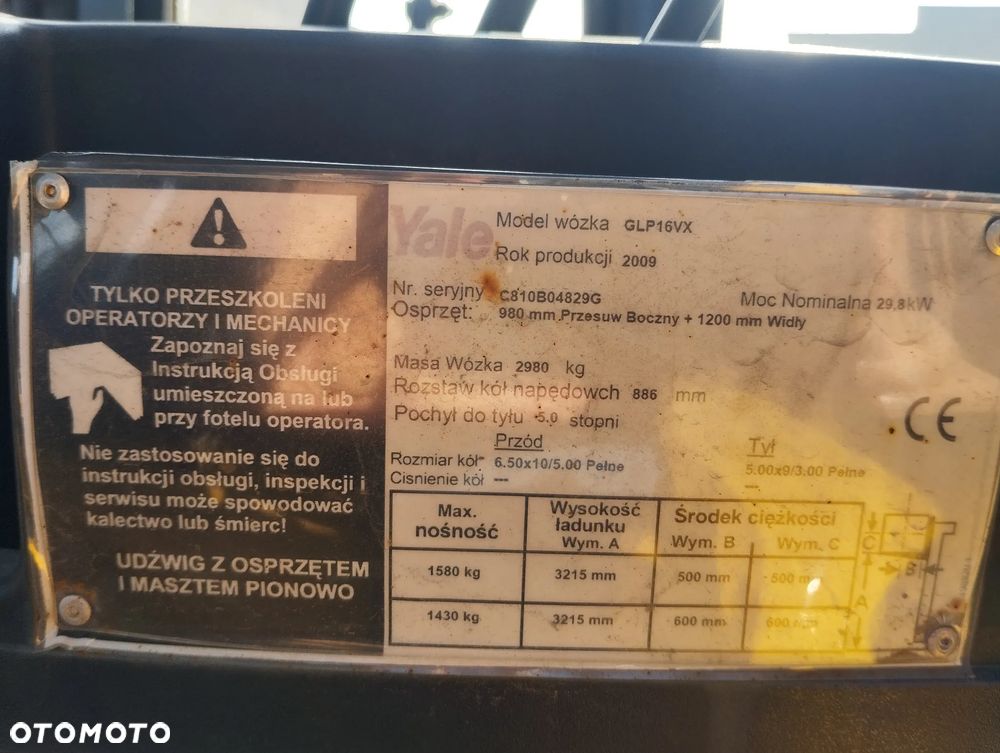 TYLKO PRZESZKOLENI
OPERATORZY I MECHANICY
Zapoznaj się z
Instrukcją Obsługi
umieszczoną na lub
przy fotelu operatora.
Nie zastosowanie się do
instrukcji obsługi, inspekcji i
serwisu może spowodować
kalectwo lub śmierc!
UDŹWIG Z OSPRZĘTEM
I MASZTEM PIONOWO
Yale
Model wózka GLP16VX
Rok produkcji 2009
Nr. seryjny C810B04829G Moc Nominalna 29,8kW
Osprzęt: 980 mm Przesuw Boczny + 1200 mm Widły
Masa Wózka 2980 kg
Rozstaw kół napędowch 886 mm
Pochył do tyłu 5.0 stopni
Przód Tył
Rozmiar kół 6.50x10/5.00 Pełne 5.00x9/3.00 Pełne
Cisnienie kół --- ---
CE
Max. nośność Wysokość ładunku Wym. A Środek ciężkości Wym. B Wym. C
1580 kg 3215 mm 500 mm 500 mm
1430 kg 3215 mm 600 mm 600 mm
C
B
A
OTOMOTO